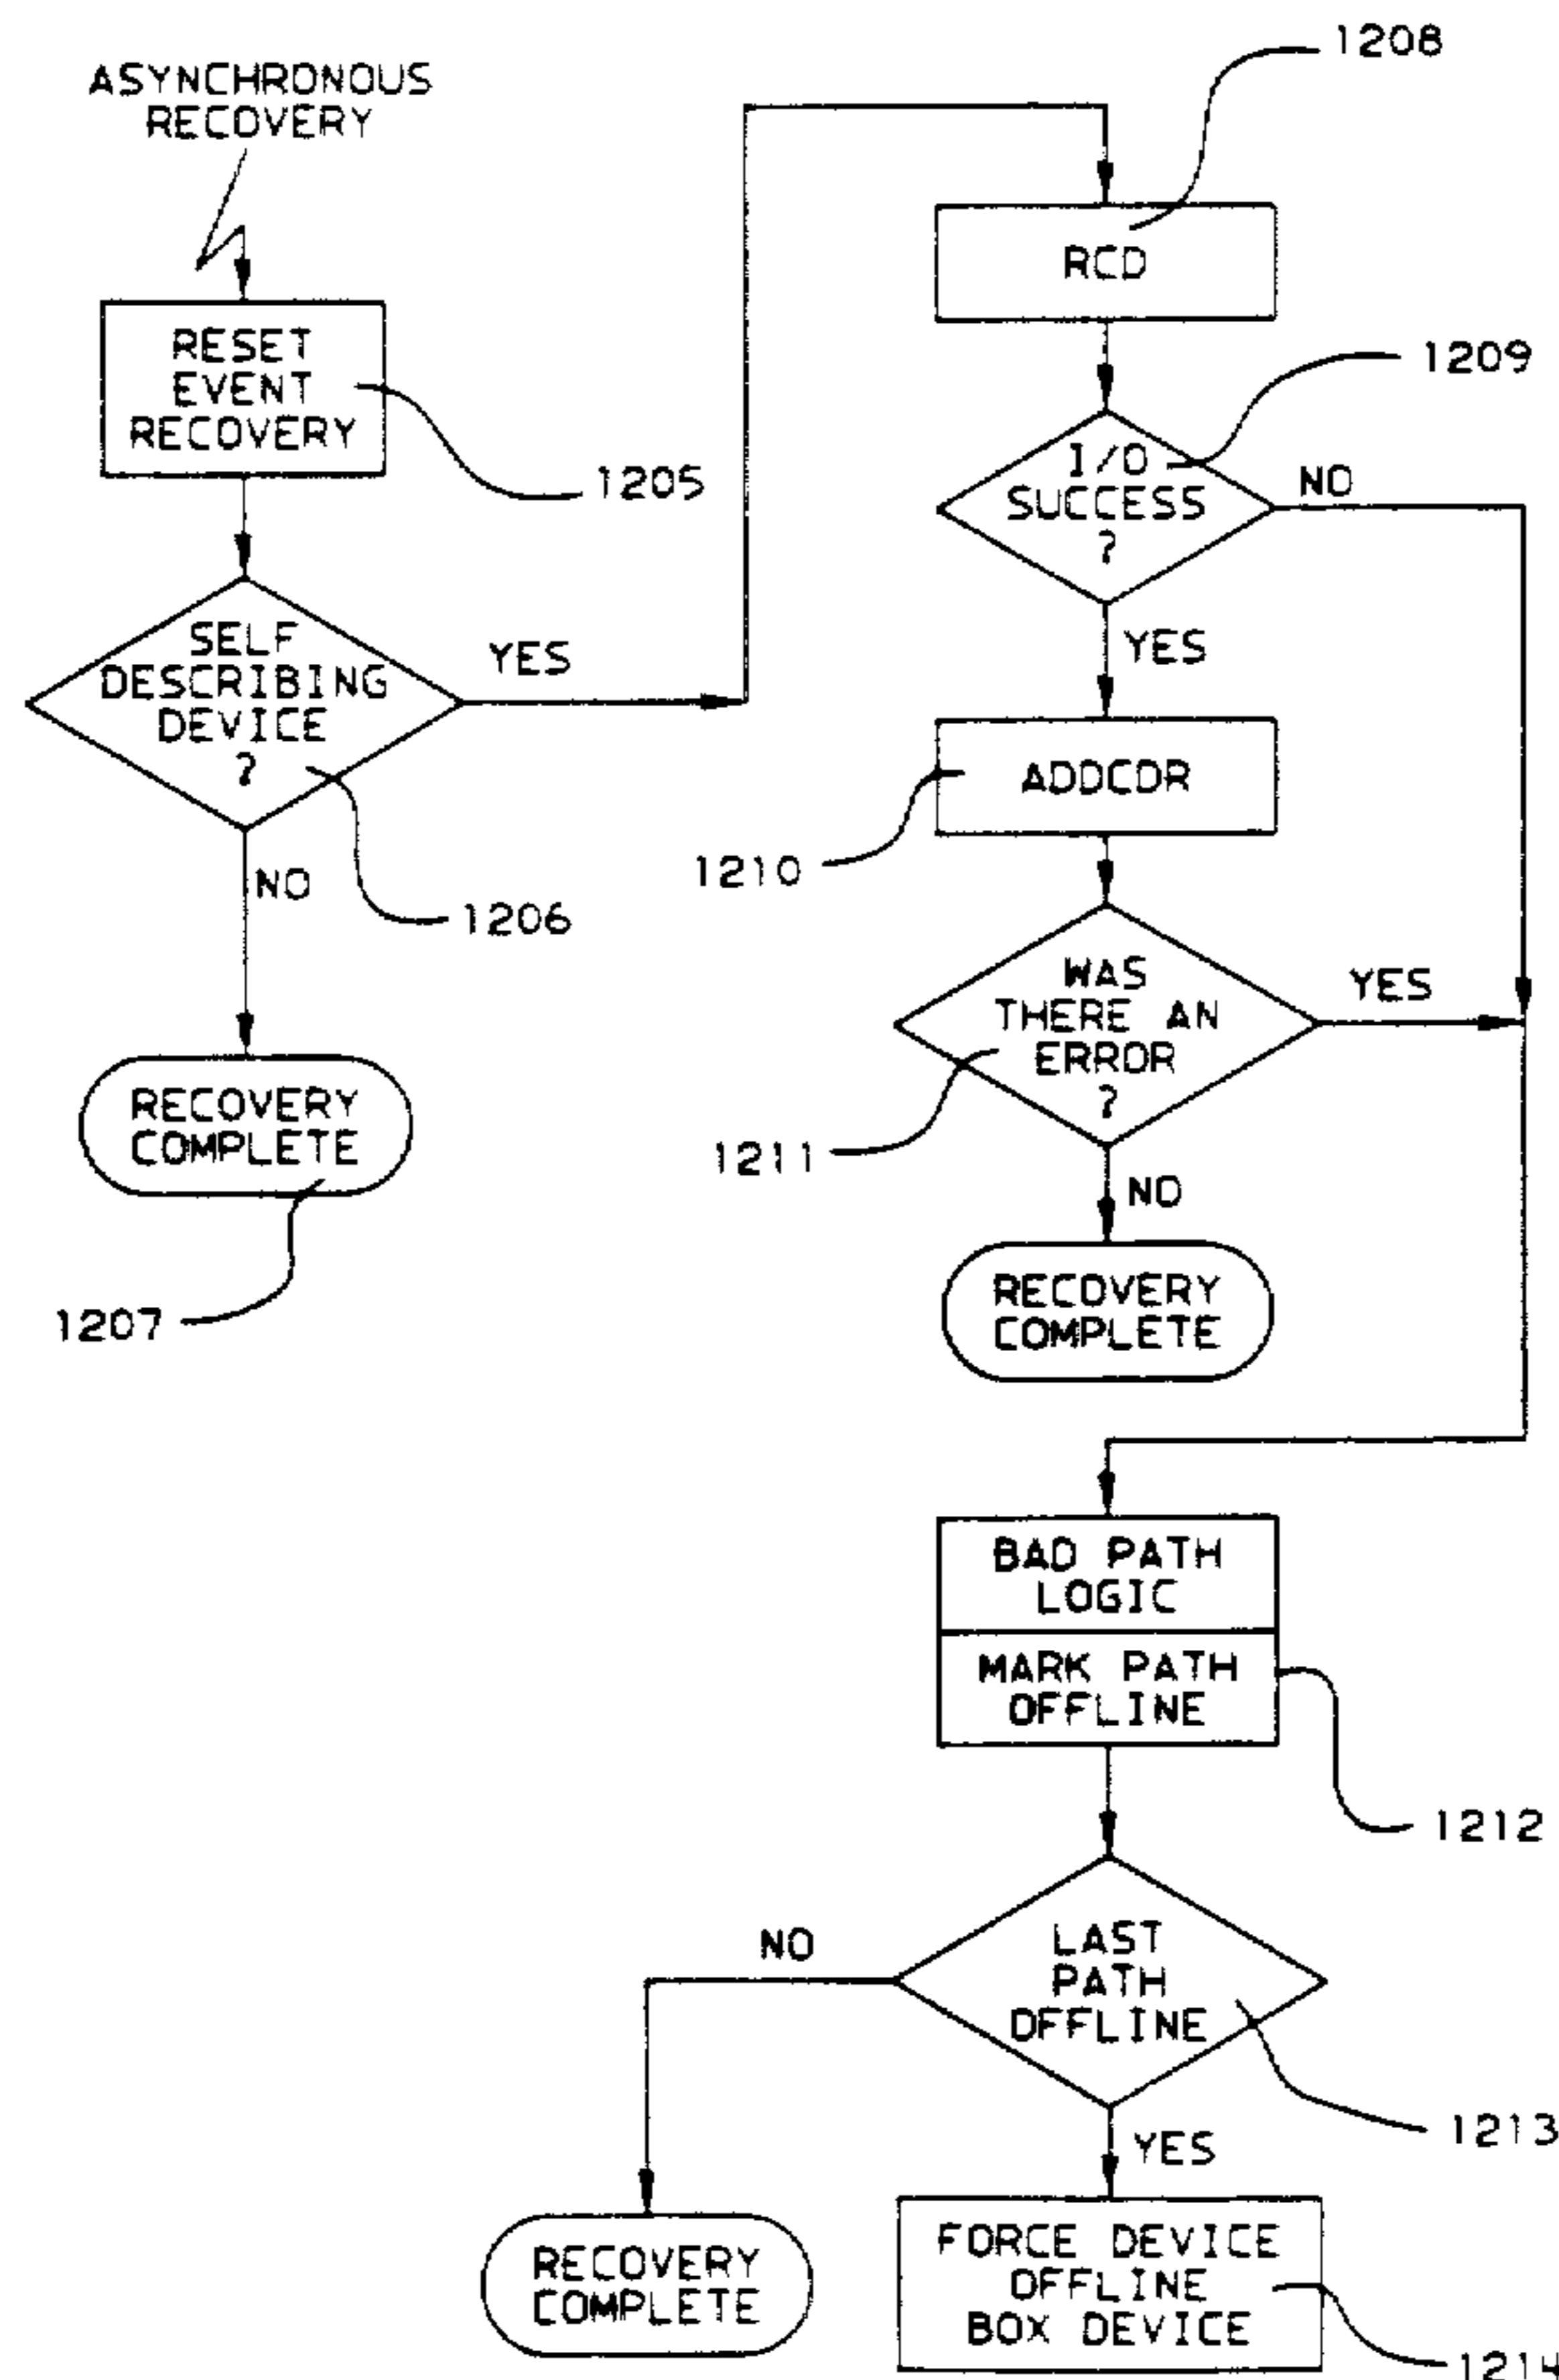 ASYNCHRONOUS
RECOVERY
RESET
EVENT
RECOVERY
1205
SELF
DESCRIBING
DEVICE
?
YES
NO
1206
RECOVERY
COMPLETE
1207
1208
RCD
1209
I/O
SUCCESS
?
NO
YES
ADDCDR
1210
WAS
THERE AN
ERROR
?
YES
1211
NO
RECOVERY
COMPLETE
BAD PATH
LOGIC
MARK PATH
OFFLINE
1212
LAST
PATH
OFFLINE
NO
1213
YES
RECOVERY
COMPLETE
FORCE DEVICE
OFFLINE
BOX DEVICE
1214